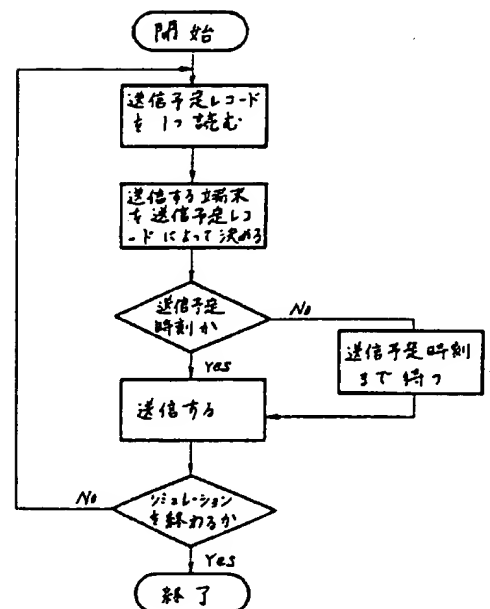 開始
送信予定レコード
を1つ読む
送信する端末
を送信予定レコ
ードによって決める
送信予定
時刻か
No
Yes
送信予定時刻
まで待つ
送信する
シミュレーション
を終わるか
No
Yes
終了